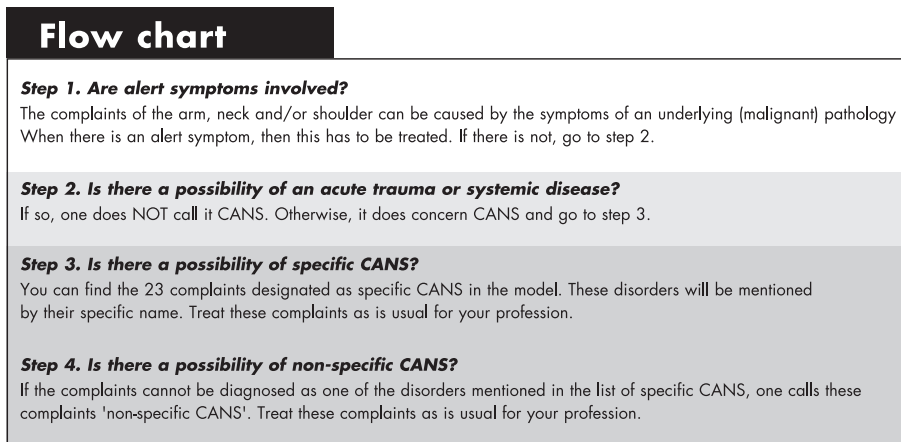 Flow chart
Step 1. Are alert symptoms involved?
The complaints of the arm, neck and/or shoulder can be caused by the symptoms of an underlying (malignant) pathology
When there is an alert symptom, then this has to be treated. If there is not, go to step 2.
Step 2. Is there a possibility of an acute trauma or systemic disease?
If so, one does NOT call it CANS. Otherwise, it does concern CANS and go to step 3.
Step 3. Is there a possibility of specific CANS?
You can find the 23 complaints designated as specific CANS in the model. These disorders will be mentioned
by their specific name. Treat these complaints as is usual for your profession.
Step 4. Is there a possibility of non-specific CANS?
If the complaints cannot be diagnosed as one of the disorders mentioned in the list of specific CANS, one calls these
complaints 'non-specific CANS'. Treat these complaints as is usual for your profession.